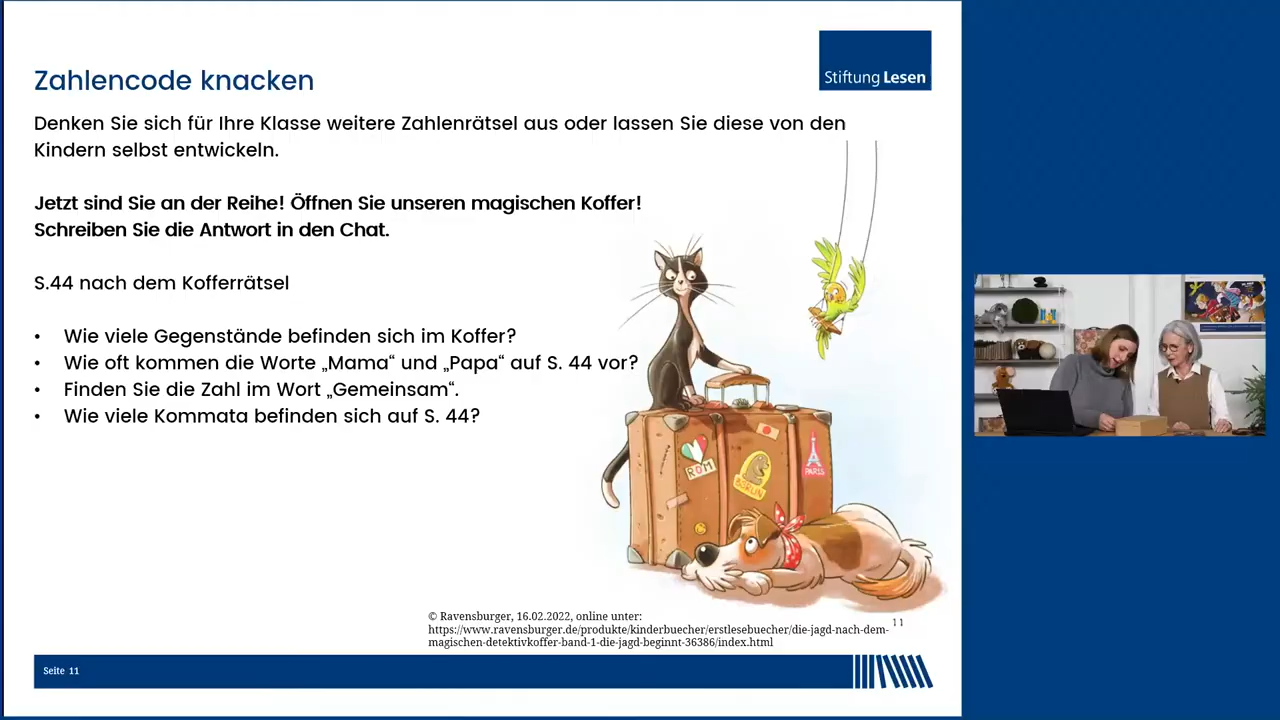 Stiftung Lesen
Zahlencode knacken
Denken Sie sich für Ihre Klasse weitere Zahlenrätsel aus oder lassen Sie diese von den
Kindern selbst entwickeln.
Jetzt sind Sie an der Reihe! Öffnen Sie unseren magischen Koffer!
Schreiben Sie die Antwort in den Chat.
S.44 nach dem Kofferrätsel
• Wie viele Gegenstände befinden sich im Koffer?
• Wie oft kommen die Worte „Mama“ und „Papa“ auf S. 44 vor?
• Finden Sie die Zahl im Wort „Gemeinsam“.
• Wie viele Kommata befinden sich auf S. 44?
ROM
BERLIN
PARIS
© Ravensburger, 16.02.2022, online unter:
https://www.ravensburger.de/produkte/kinderbuecher/erstlesebuecher/die-jagd-nach-dem-
magischen-detektivkoffer-band-1-die-jagd-beginnt-36386/index.html
11
Seite 11